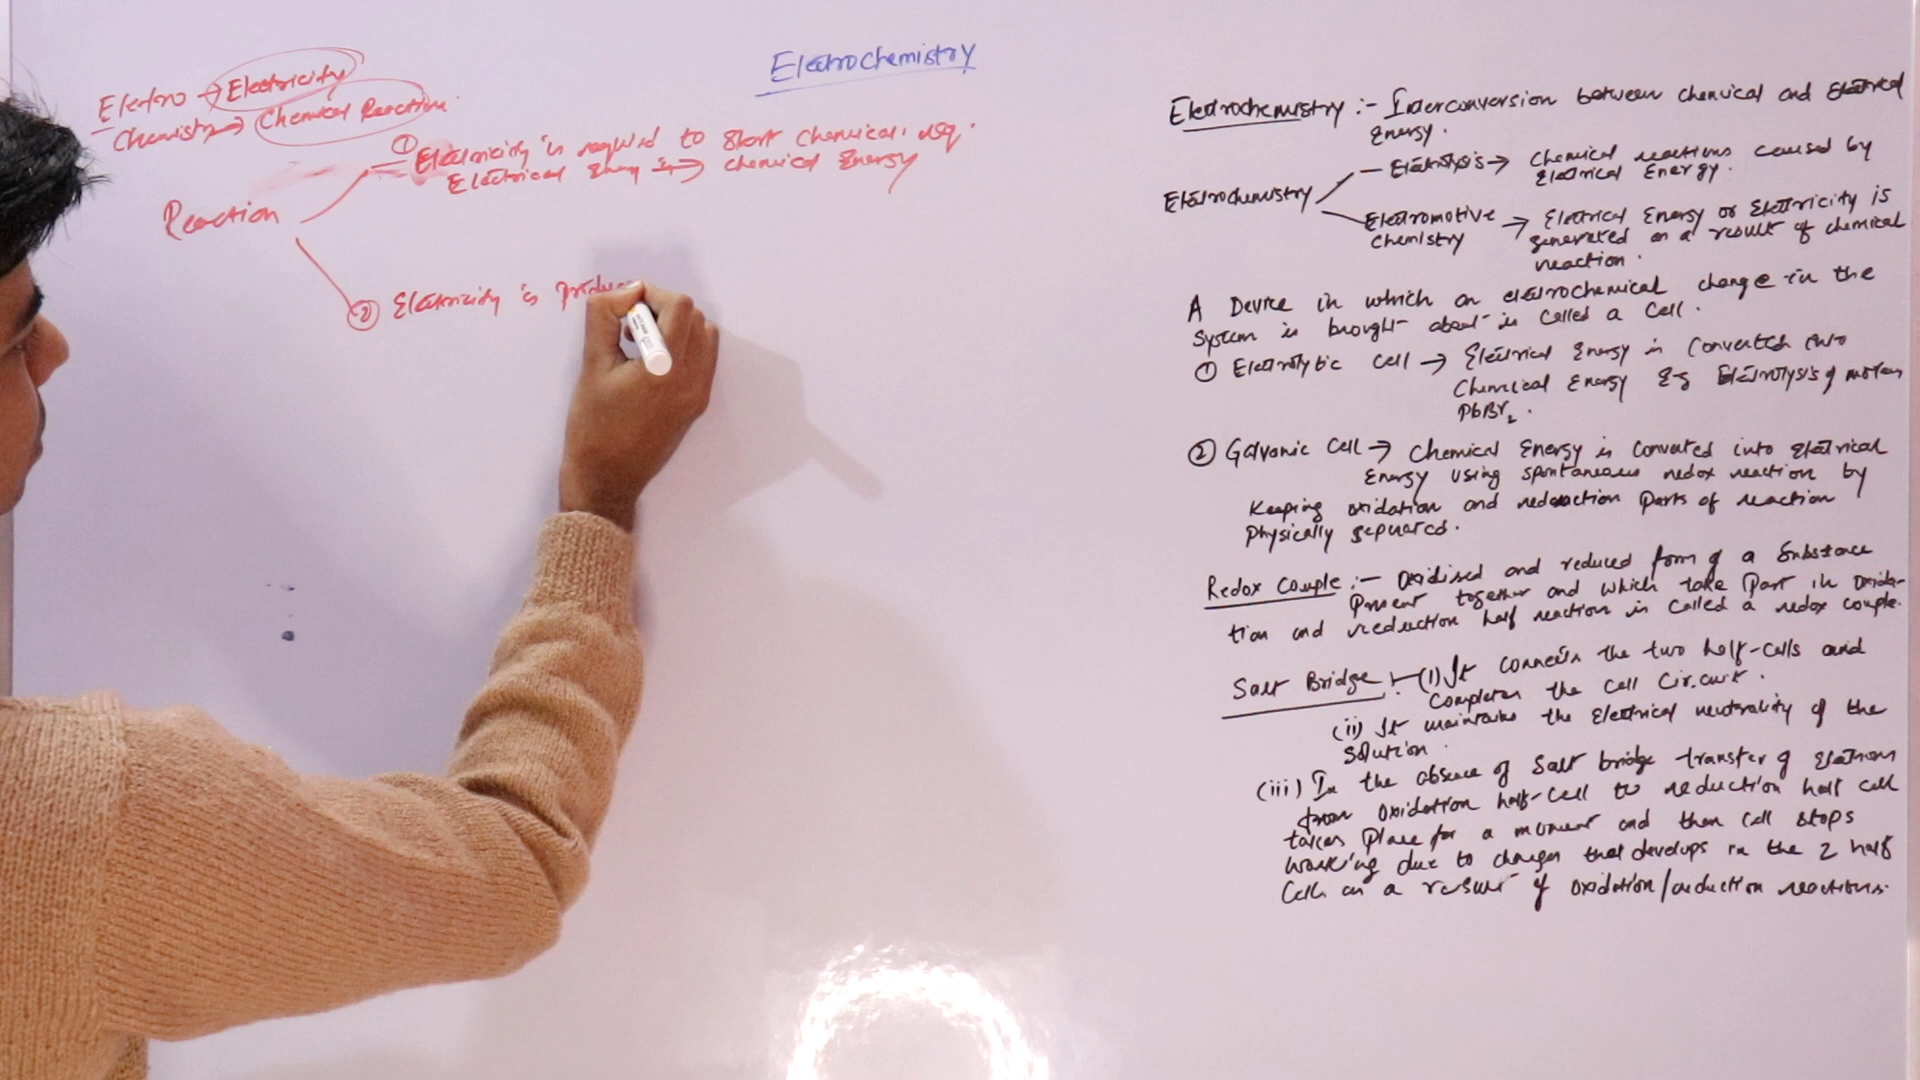 Electrochemistry
Electro → Electricity
Chemistry → Chemical Reaction.
Reaction
① Electricity is required to start chemical. rxq.
Electrical Energy is → chemical Energy
② Electricity is produce
Electrochemistry :- Interconversion between chemical and Electrical
Energy.
Electrochemistry
— Electrolysis → Chemical reactions caused by
Electrical Energy.
Electromotive → Electrical Energy or Electricity is
Chemistry generated as a result of chemical
reaction.
A Device in which an electrochemical change in the
System is brought about is called a Cell.
① Electrolytic cell → Electrical Energy is Converted into
Chemical Energy Eg Electrolysis of molten
PbBr₂.
② Galvanic Cell → Chemical Energy is Converted into Electrical
Energy using spontaneous redox reaction by
Keeping oxidation and reduction Parts of reaction
Physically separated.
Redox Couple :- Oxidised and reduced form of a Substance
Present together and which take Part in Oxida-
tion and reduction half reaction is called a redox couple.
Salt Bridge :- (i) It connects the two half-cells and
Completes the cell Circuit.
(ii) It maintains the Electrical neutrality of the
Solution.
(iii) In the absence of Salt bridge transfer of Electrons
from Oxidation half-cell to reduction half cell
takes Place for a moment and then Cell stops
working due to charges that develops in the 2 half
Cells as a result of oxidation/reduction reactions.